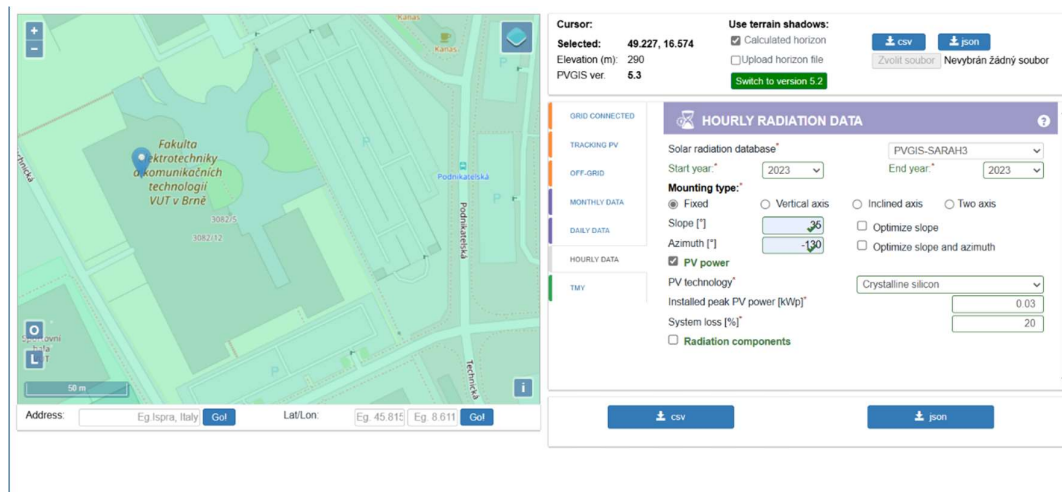 +
−
Kanas
Kanas
P
P
Fakulta
elektrotechniky
a komunikačních
technologií
VUT v Brně
3082/5
3082/12
Technická
Podnikatelská
Podnikatelská
P
Technická
O
L
50 m
i
Address:
Eg.Ispra, Italy
Go!
Lat/Lon:
Eg. 45.815
Eg. 8.611
Go!
Cursor:
Selected: 49.227, 16.574
Elevation (m): 290
PVGIS ver. 5.3
Use terrain shadows:
Calculated horizon
Upload horizon file
Switch to version 5.2
csv json
Zvolit soubor Nevybrán žádný soubor
GRID CONNECTED
TRACKING PV
OFF-GRID
MONTHLY DATA
DAILY DATA
HOURLY DATA
TMY
HOURLY RADIATION DATA ?
Solar radiation database* PVGIS-SARAH3
Start year:* 2023 End year:* 2023
Mounting type:*
Fixed Vertical axis Inclined axis Two axis
Slope [°] 35 Optimize slope
Azimuth [°] -130 Optimize slope and azimuth
PV power
PV technology* Crystalline silicon
Installed peak PV power [kWp]* 0.03
System loss [%]* 20
Radiation components
csv json